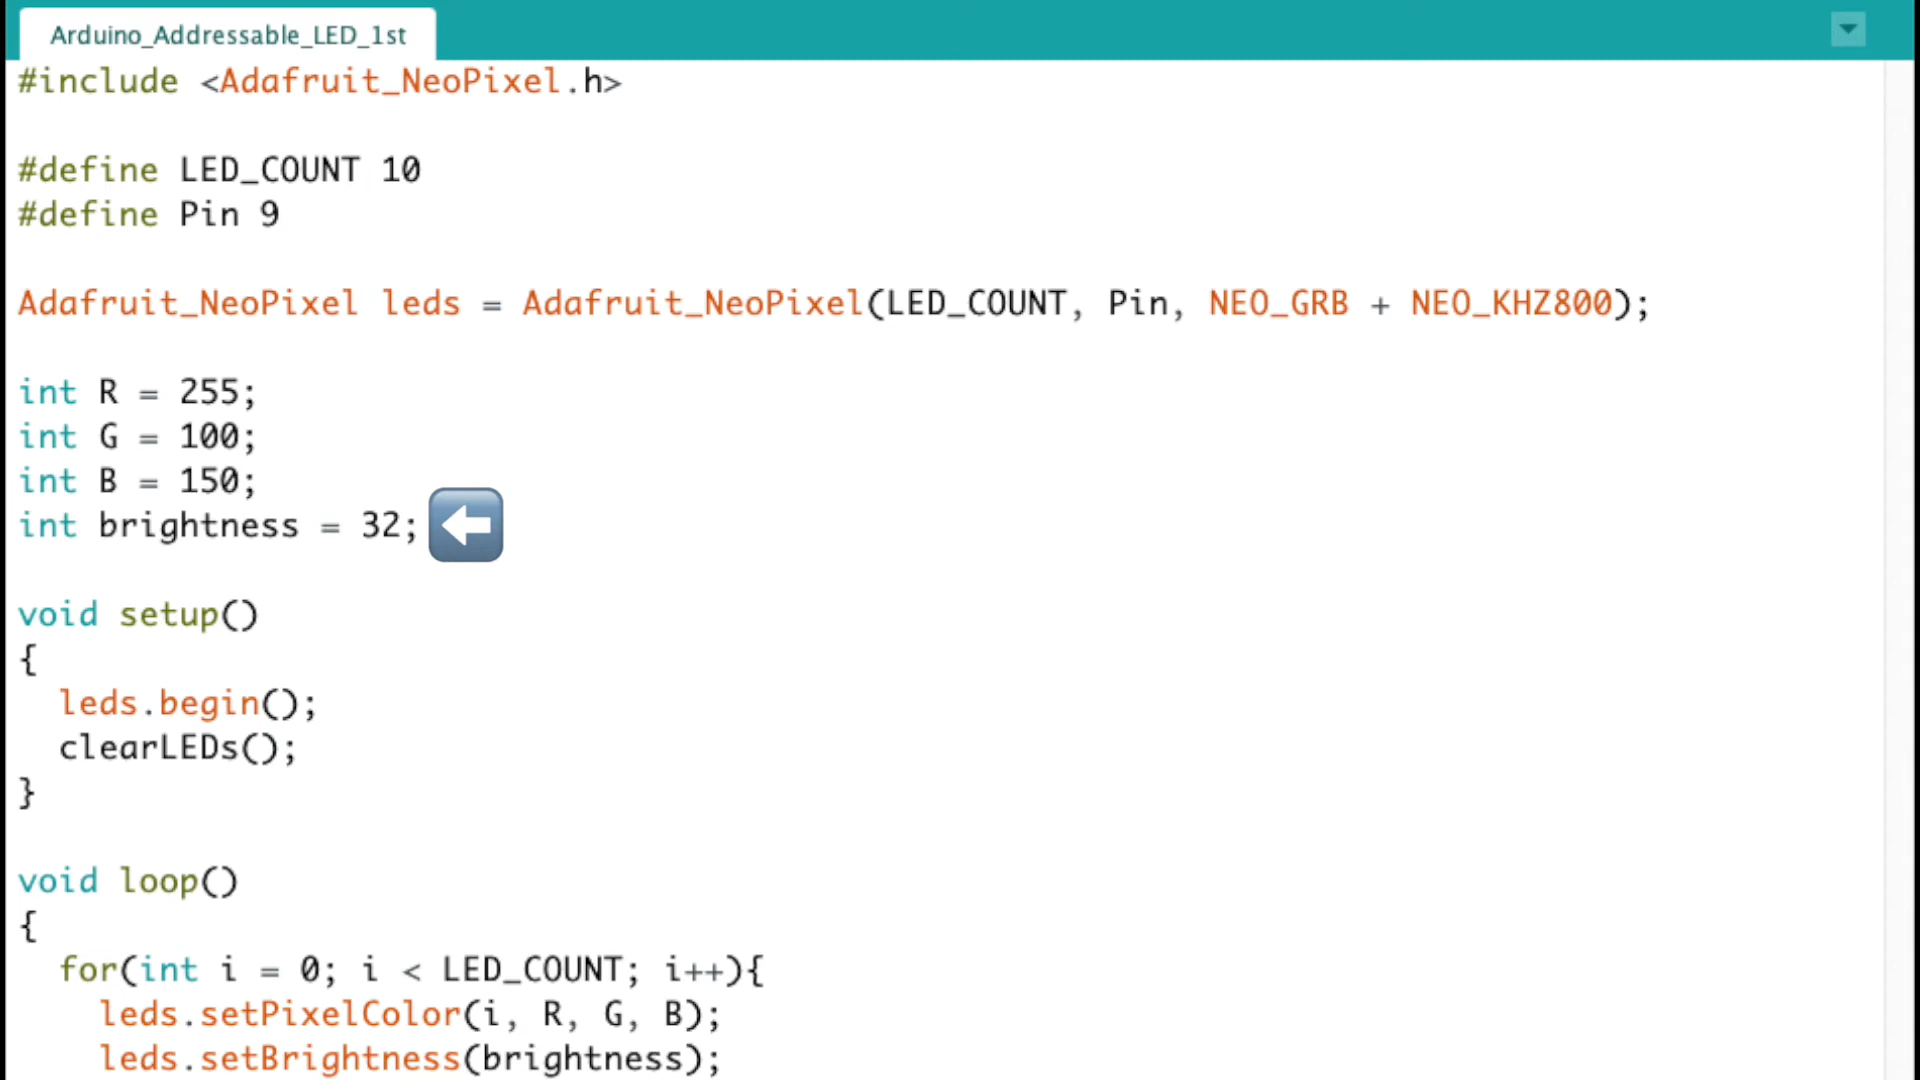 Arduino_Addressable_LED_1st
#include <Adafruit_NeoPixel.h>
#define LED_COUNT 10
#define Pin 9
Adafruit_NeoPixel leds = Adafruit_NeoPixel(LED_COUNT, Pin, NEO_GRB + NEO_KHZ800);
int R = 255;
int G = 100;
int B = 150;
int brightness = 32;
void setup()
{
  leds.begin();
  clearLEDs();
}
void loop()
{
  for(int i = 0; i < LED_COUNT; i++){
    leds.setPixelColor(i, R, G, B);
    leds.setBrightness(brightness);